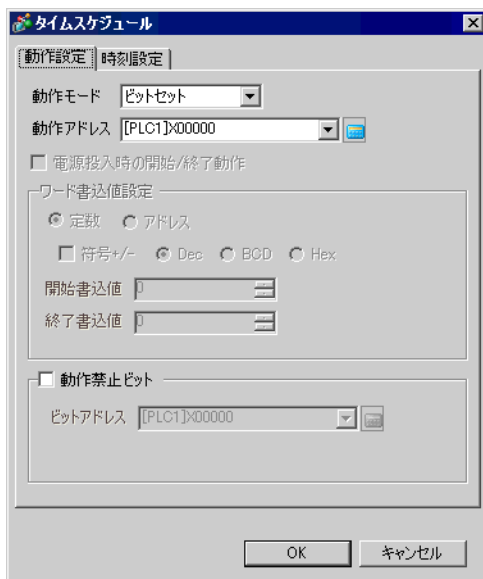 タイムスケジュール
動作設定 時刻設定
動作モード ビットセット
動作アドレス [PLC1]X00000
電源投入時の開始/終了動作
ワード書込値設定
定数 アドレス
符号+/- Dec BCD Hex
開始書込値 0
終了書込値 0
動作禁止ビット
ビットアドレス [PLC1]X00000
OK キャンセル